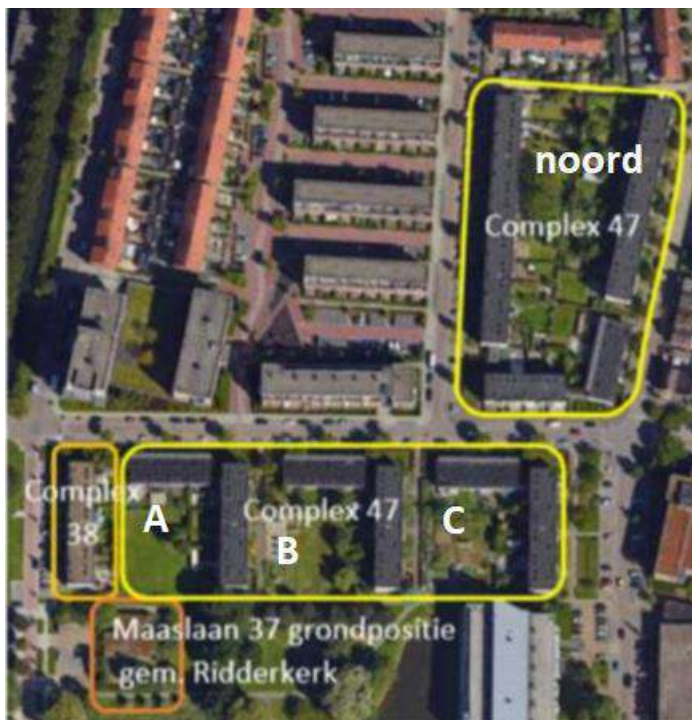 noord
Complex 47
Complex
38
A
Complex 47
B
C
Maaslaan 37 grondpositie
gem. Ridderkerk